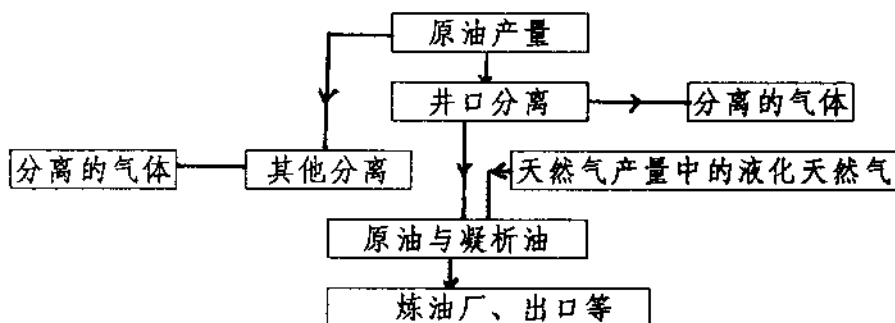 原油产量
井口分离
分离的气体
分离的气体
其他分离
天然气产量中的液化天然气
原油与凝析油
炼油厂、出口等